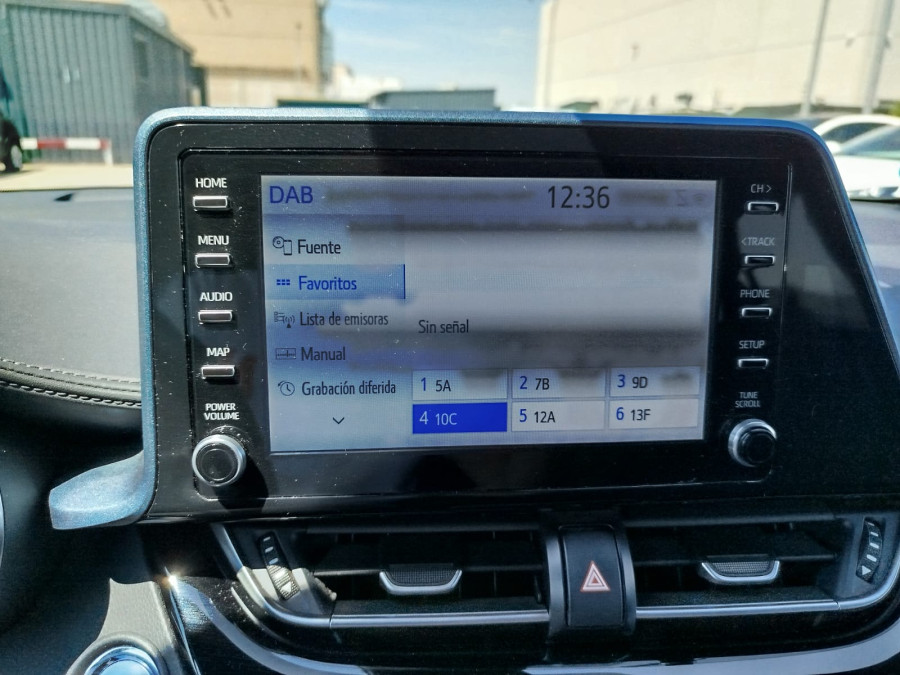 HOME
MENU
AUDIO
MAP
POWER
VOLUME
DAB
12:36
Fuente
Favoritos
Lista de emisoras
Manual
Grabación diferida
Sin señal
1 5A
2 7B
3 9D
4 10C
5 12A
6 13F
CH >
< TRACK
PHONE
SETUP
TUNE
SCROLL